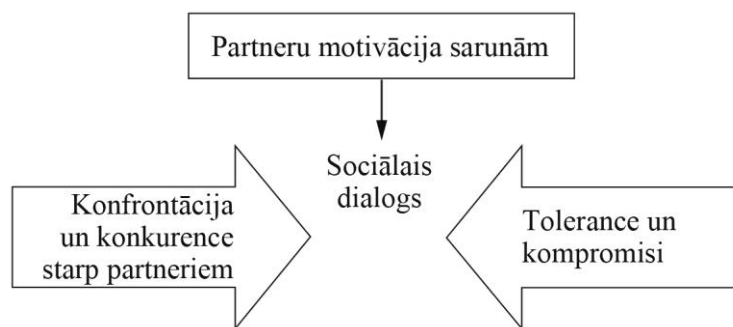 Partneru motivācija sarunām
Sociālais
dialogs
Konfrontācija
un konkurence
starp partneriem
Tolerance un
kompromisi